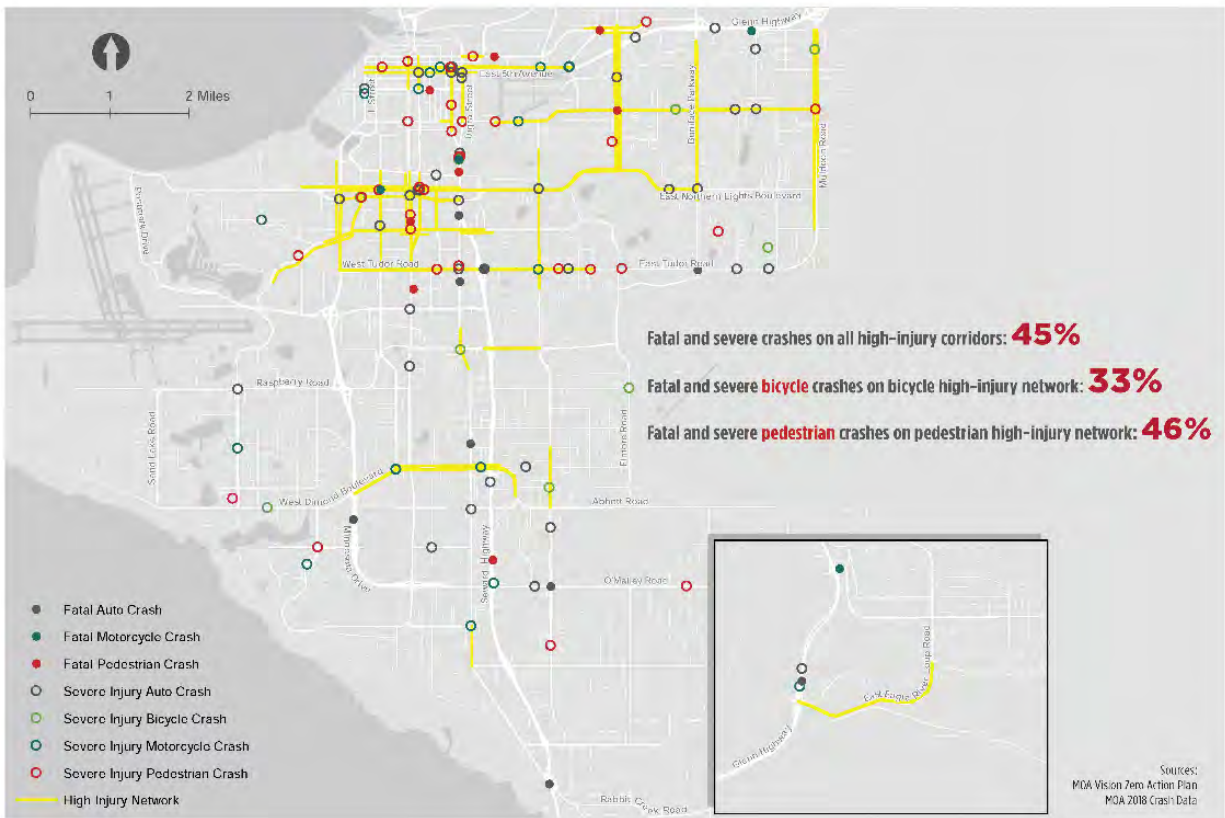 Glenn Highway
East 5th Avenue
0 1 2 Miles
Boniface Parkway
Muldoon Road
East Northern Lights Boulevard
West Tudor Road
East Tudor Road
Fatal and severe crashes on all high-injury corridors: 45%
Raspberry Road
Fatal and severe bicycle crashes on bicycle high-injury network: 33%
Sand Lake Road
Elmore Road
Fatal and severe pedestrian crashes on pedestrian high-injury network: 46%
West Dimond Boulevard
Abbott Road
Minnesota Drive
Seward Highway
O'Malley Road
Fatal Auto Crash
Fatal Motorcycle Crash
Fatal Pedestrian Crash
Severe Injury Auto Crash
Severe Injury Bicycle Crash
Severe Injury Motorcycle Crash
Severe Injury Pedestrian Crash
High Injury Network
East Eagle River Loop Road
Glenn Highway
Rabbit Creek Road
Sources:
MOA Vision Zero Action Plan
MOA 2018 Crash Data